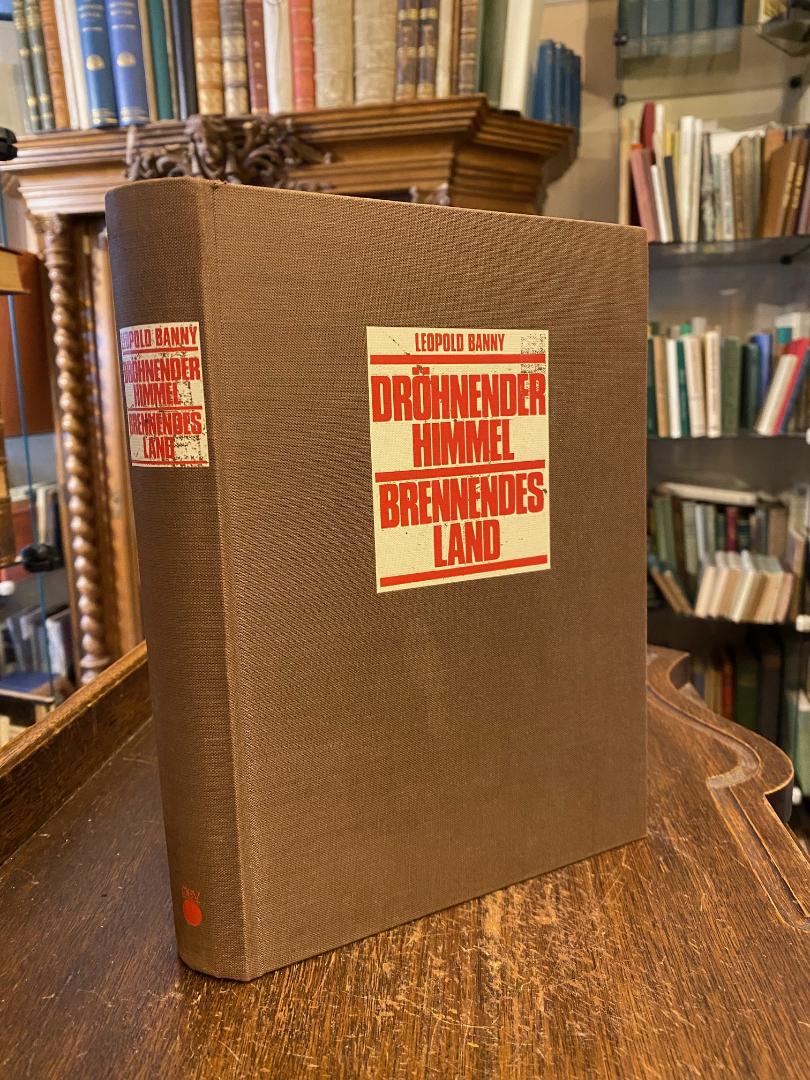 LEOPOLD BANNY
DRÖHNENDER
HIMMEL
BRENNENDES
LAND
LEOPOLD BANNY
DRÖHNENDER
HIMMEL
BRENNENDES
LAND